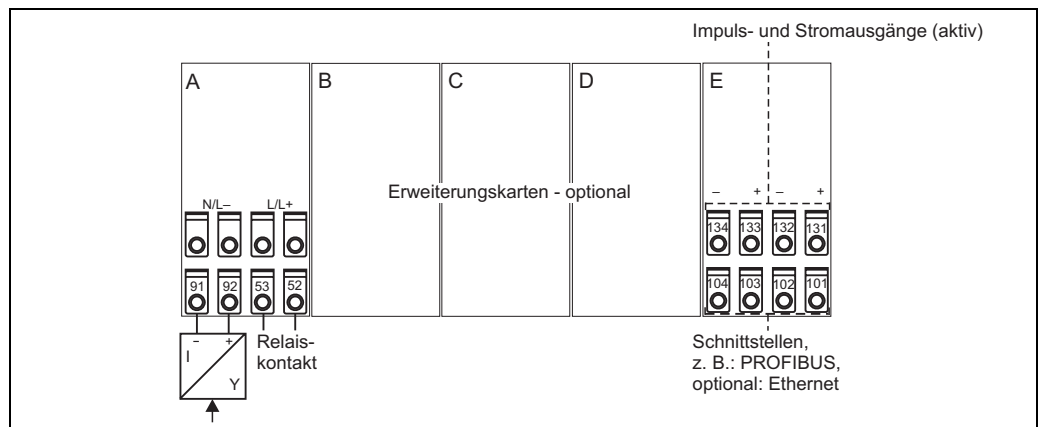 Impuls- und Stromausgänge (aktiv)
A
B
C
D
E
Erweiterungskarten - optional
N/L–
L/L+
– + – +
134 133 132 131
91 92 53 52
104 103 102 101
– +
I
Y
Relais-
kontakt
Schnittstellen,
z. B.: PROFIBUS,
optional: Ethernet